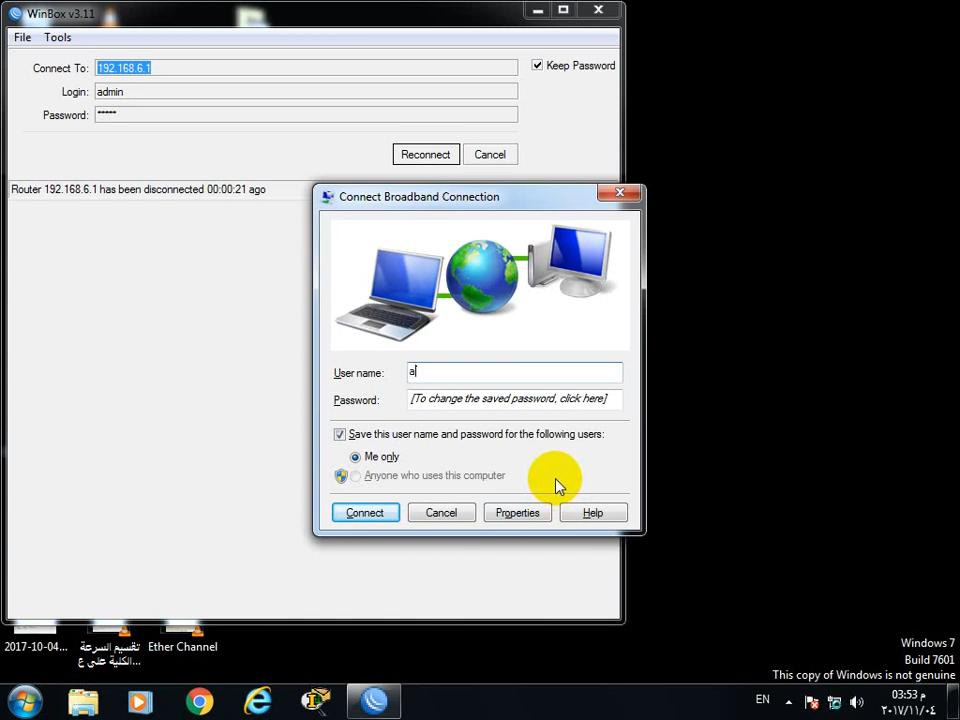 WinBox v3.11
File Tools
Connect To: 192.168.6.1
Keep Password
Login: admin
Password: *****
Reconnect Cancel
Router 192.168.6.1 has been disconnected 00:00:21 ago
Connect Broadband Connection
User name: a
Password: [To change the saved password, click here]
Save this user name and password for the following users:
Me only
Anyone who uses this computer
Connect Cancel Properties Help
2017-10-04...
تقسيم السرعة
الكلية على ع...
Ether Channel
Windows 7
Build 7601
This copy of Windows is not genuine
EN
03:53 م
٢٠١٧/١١/٠٤